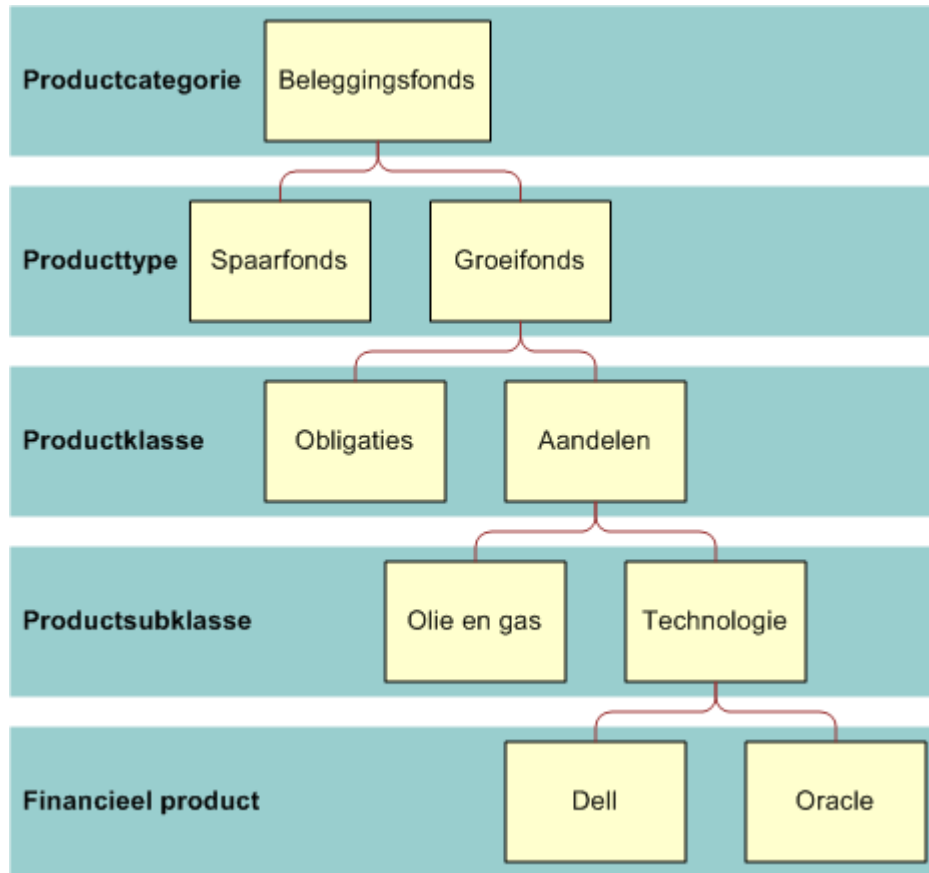 Productcategorie
Beleggingsfonds
Producttype
Spaarfonds
Groeifonds
Productklasse
Obligaties
Aandelen
Productsubklasse
Olie en gas
Technologie
Financieel product
Dell
Oracle